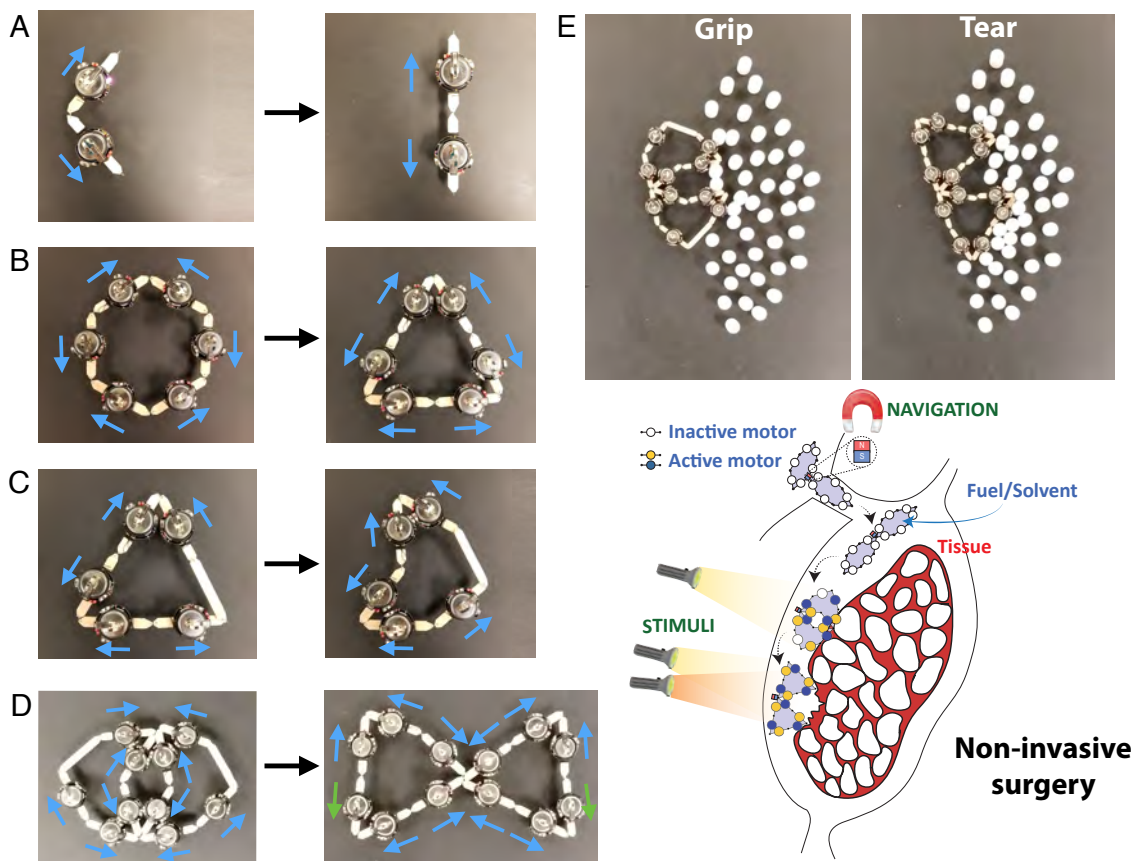 A
B
C
D
E
Grip
Tear
NAVIGATION
Inactive motor
Active motor
N
S
Fuel/Solvent
Tissue
STIMULI
Non-invasive
surgery